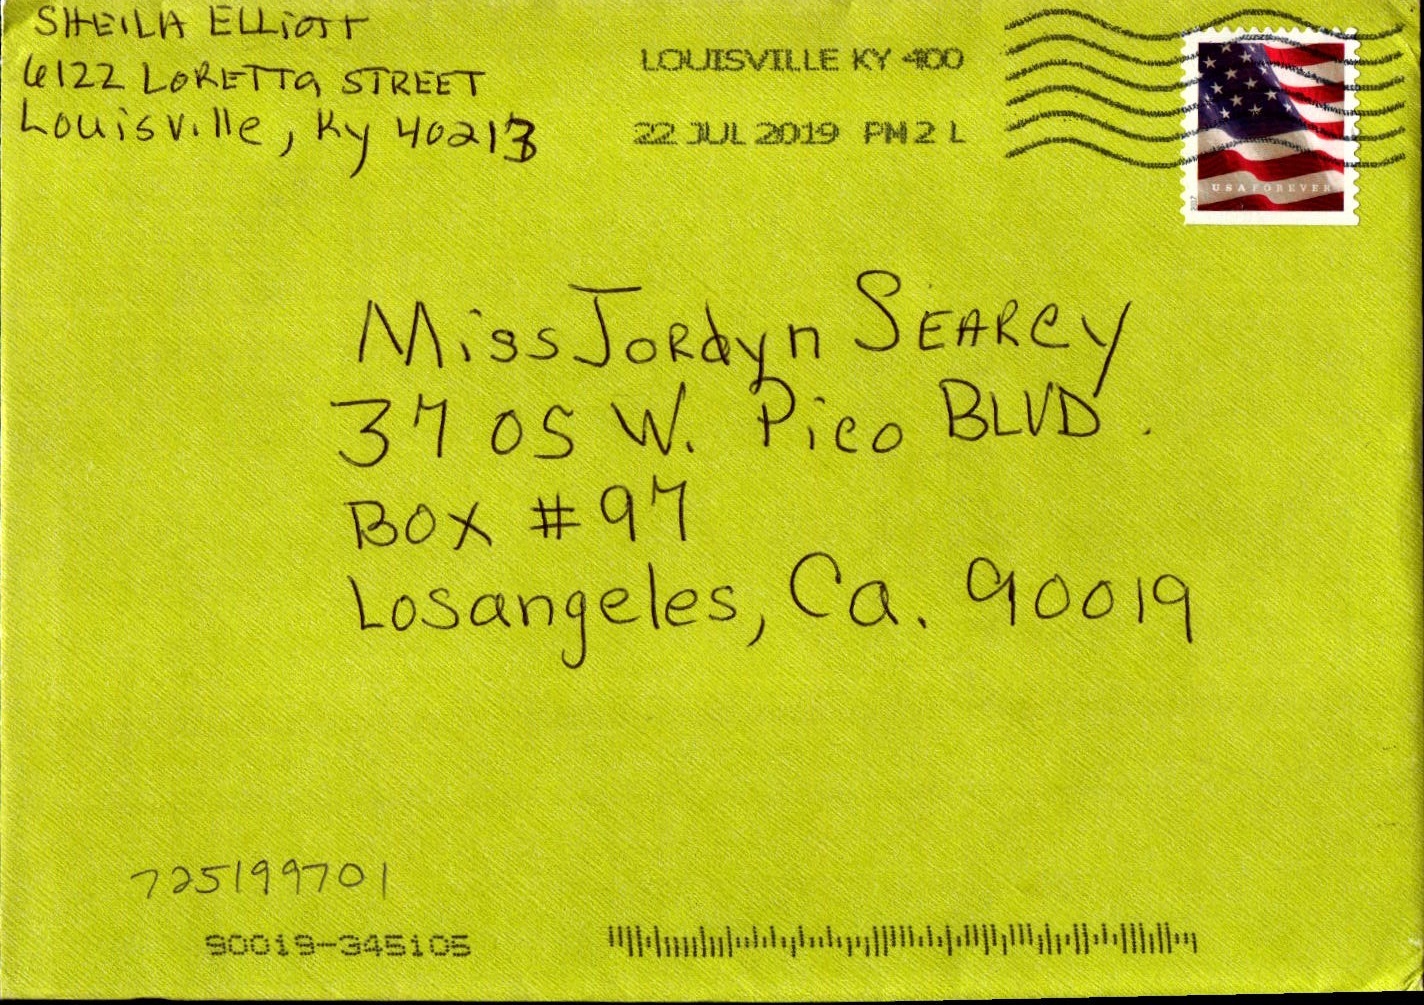 SHEILA ELLIOTT
6122 LORETTA STREET
Louisville, Ky 40213
LOUISVILLE KY 400
22 JUL 2019 PM 2 L
USA FOREVER
Miss Jordyn SEARCY
3705 W. Pico BLVD.
BOX #97
Losangeles, Ca. 90019
725199701
90019-345105